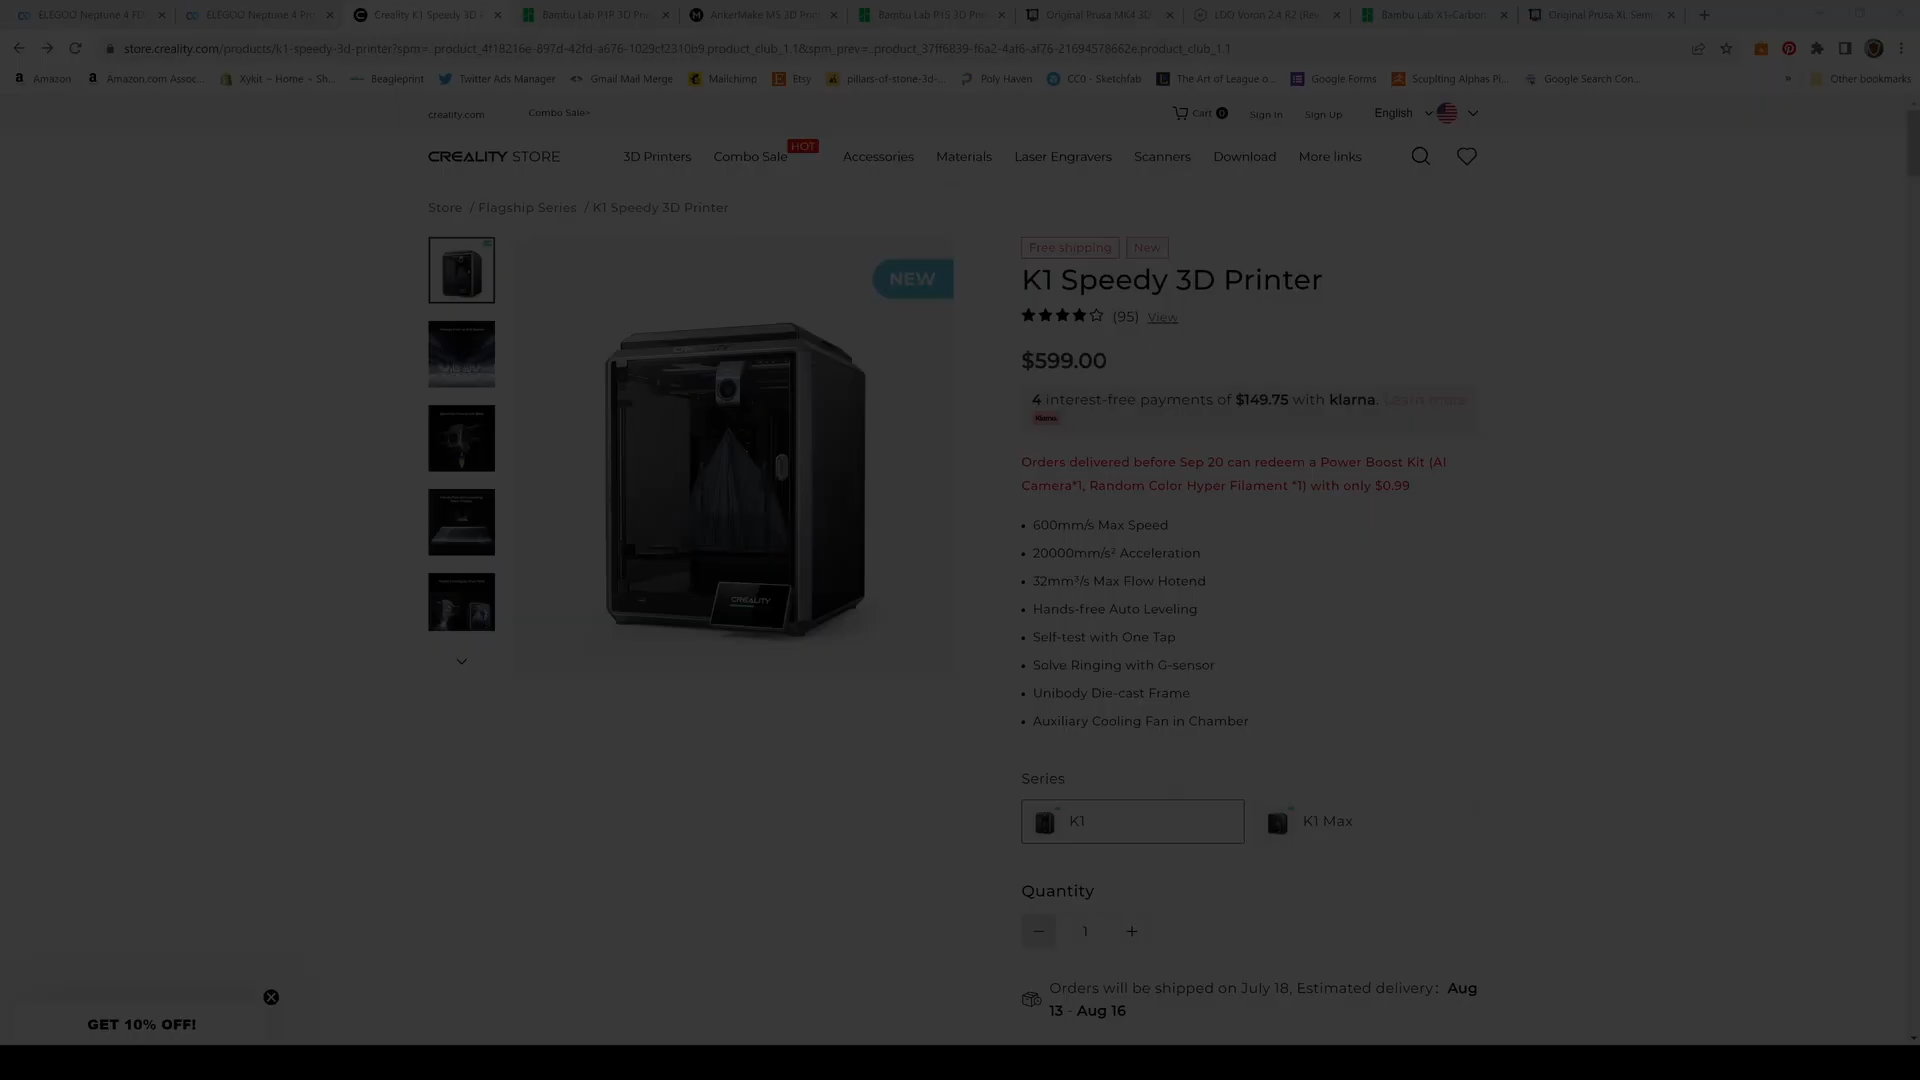 ELEGOO Neptune 4
ELEGOO Neptune 4 Pro
Creality K1 Speedy 3D
Bambu Lab P1P 3D
AnkerMake M5 3D
Bambu Lab P1S 3D
Original Prusa MK4 3D
LDO Voron 2.4 R2 (Rev
Bambu Lab X1-Carbon
Original Prusa XL Semi
store.creality.com/products/k1-speedy-3d-printer?spm=..product_4f18216e-897d-42fd-a676-1029cf2310b9.product_club_1.1&spm_prev=..product_37ff6839-f6a2-4af6-af76-21694578662e.product_club_1.1
Amazon
Amazon.com Assoc...
Xykit ~ Home ~ Sh...
Beagleprint
Twitter Ads Manager
Gmail Mail Merge
Mailchimp
Etsy
pillars-of-stone-3d-...
Poly Haven
CC0 - Sketchfab
The Art of League o...
Google Forms
Sculpting Alphas Pi...
Google Search Con...
»
Other bookmarks
creality.com
Combo Sale>
Cart 0
Sign In
Sign Up
English
CREALITY STORE
3D Printers
Combo Sale
HOT
Accessories
Materials
Laser Engravers
Scanners
Download
More links
Store / Flagship Series / K1 Speedy 3D Printer
NEW
CREALITY
Free shipping
New
K1 Speedy 3D Printer
(95) View
$599.00
4 interest-free payments of $149.75 with klarna. Learn more
Klarna.
Orders delivered before Sep 20 can redeem a Power Boost Kit (AI
Camera*1, Random Color Hyper Filament *1) with only $0.99
• 600mm/s Max Speed
• 20000mm/s² Acceleration
• 32mm³/s Max Flow Hotend
• Hands-free Auto Leveling
• Self-test with One Tap
• Solve Ringing with G-sensor
• Unibody Die-cast Frame
• Auxiliary Cooling Fan in Chamber
Series
K1
K1 Max
Quantity
− 1 +
Orders will be shipped on July 18, Estimated delivery: Aug
13 - Aug 16
GET 10% OFF!